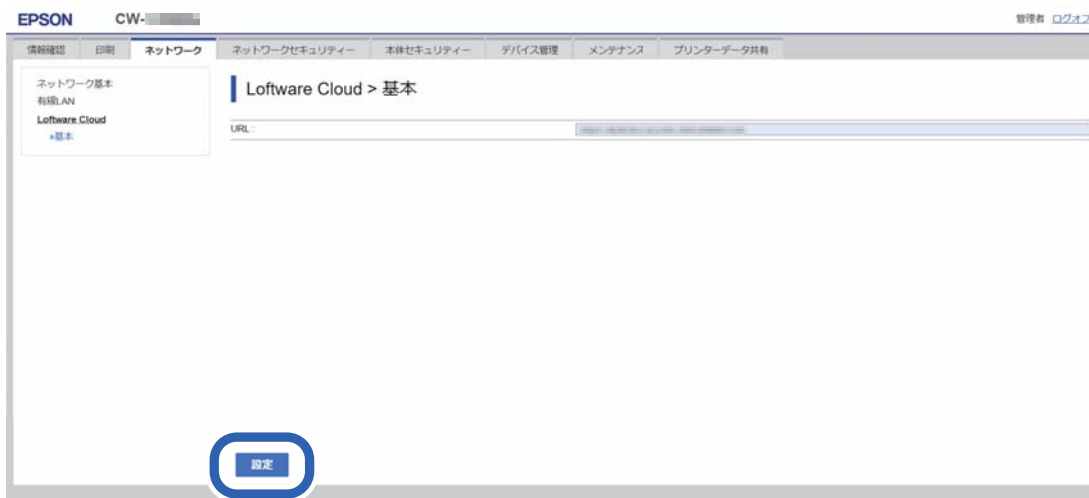 EPSON CW-
管理者 ログオフ
情報確認 印刷 ネットワーク ネットワークセキュリティー 本体セキュリティー デバイス管理 メンテナンス プリンターデータ共有
ネットワーク基本
有線LAN
Loftware Cloud
»基本
Loftware Cloud > 基本
URL :
設定